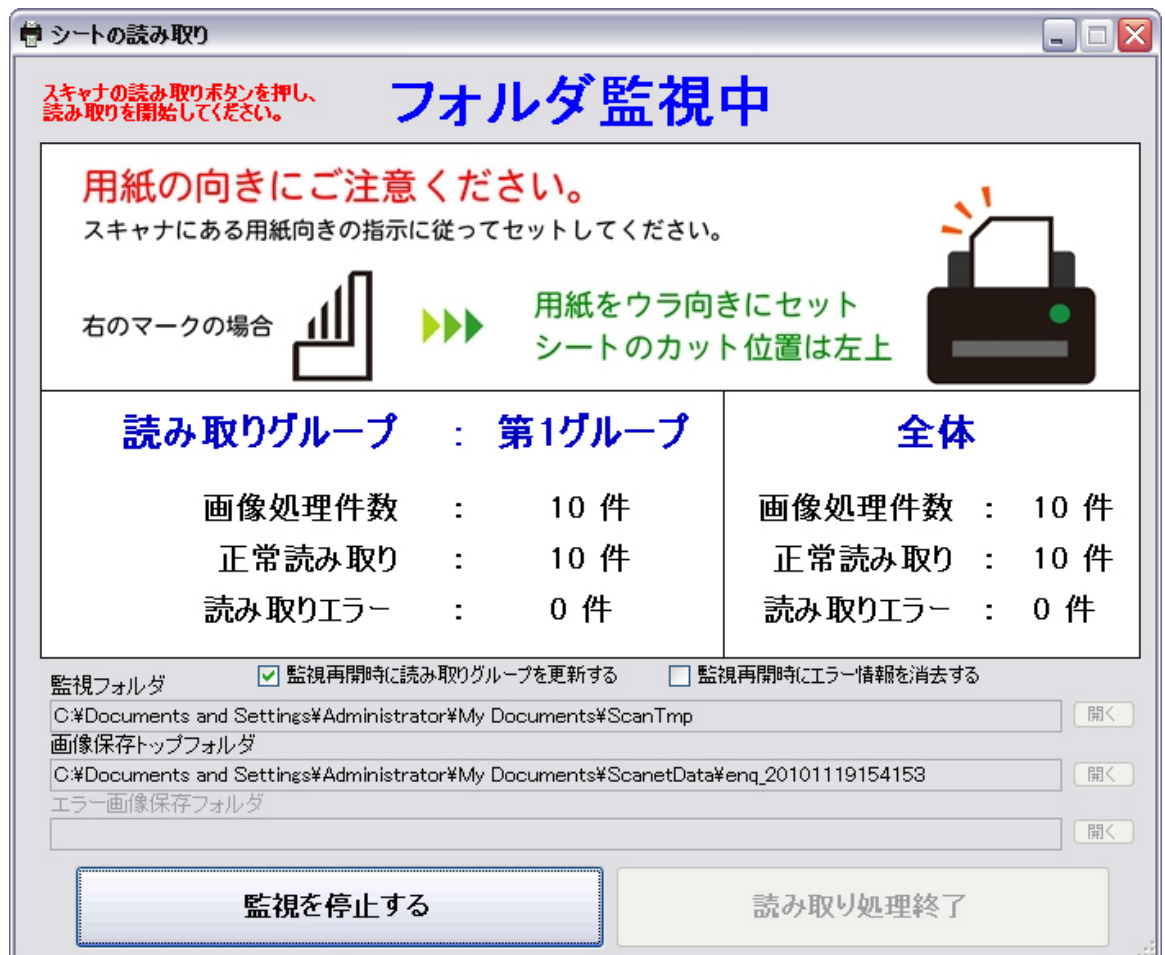 シートの読み取り
スキャナの読み取りボタンを押し、
読み取りを開始してください。
フォルダ監視中
用紙の向きにご注意ください。
スキャナにある用紙向きの指示に従ってセットしてください。
右のマークの場合
用紙をウラ向きにセット
シートのカット位置は左上
読み取りグループ : 第1グループ
画像処理件数 : 10 件
正常読み取り : 10 件
読み取りエラー : 0 件
全体
画像処理件数 : 10 件
正常読み取り : 10 件
読み取りエラー : 0 件
監視フォルダ
監視再開時に読み取りグループを更新する
監視再開時にエラー情報を消去する
C:¥Documents and Settings¥Administrator¥My Documents¥ScanTmp
開く
画像保存トップフォルダ
C:¥Documents and Settings¥Administrator¥My Documents¥ScanetData¥enq_20101119154153
開く
エラー画像保存フォルダ
開く
監視を停止する
読み取り処理終了